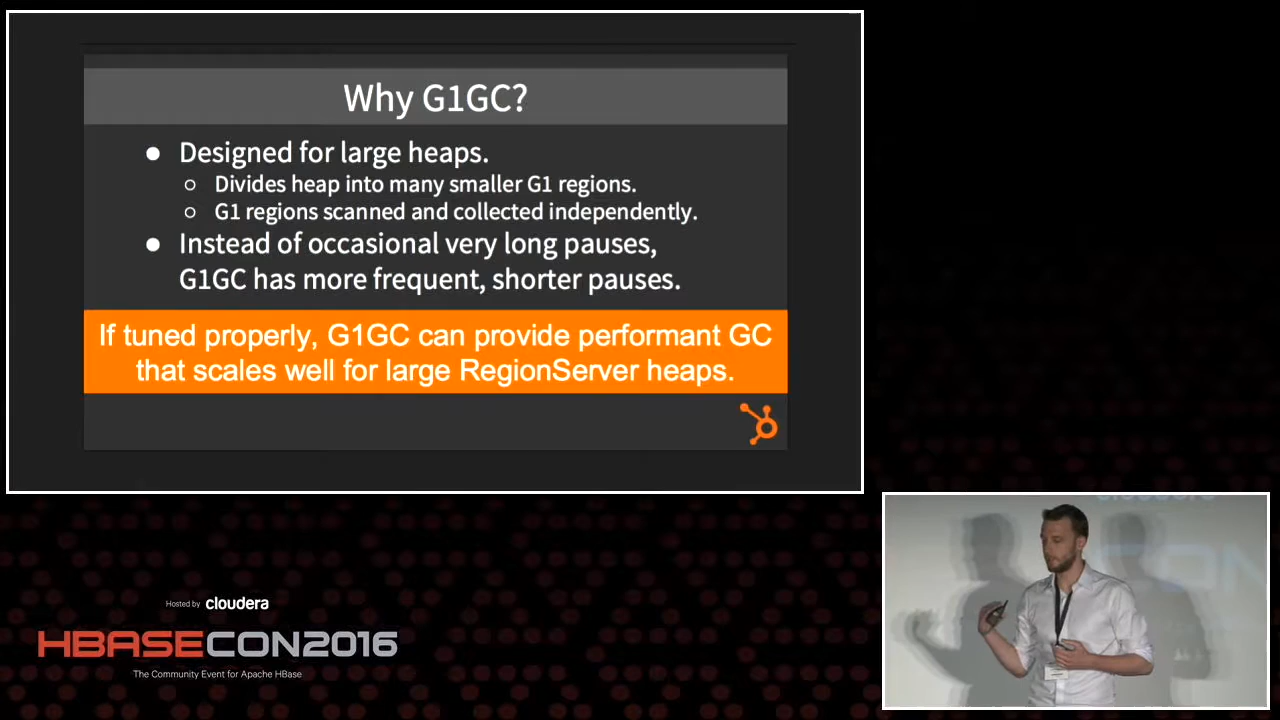 Why G1GC?
● Designed for large heaps.
○ Divides heap into many smaller G1 regions.
○ G1 regions scanned and collected independently.
● Instead of occasional very long pauses,
G1GC has more frequent, shorter pauses.
If tuned properly, G1GC can provide performant GC
that scales well for large RegionServer heaps.
Hosted by cloudera
HBASECON2016
The Community Event for Apache HBase